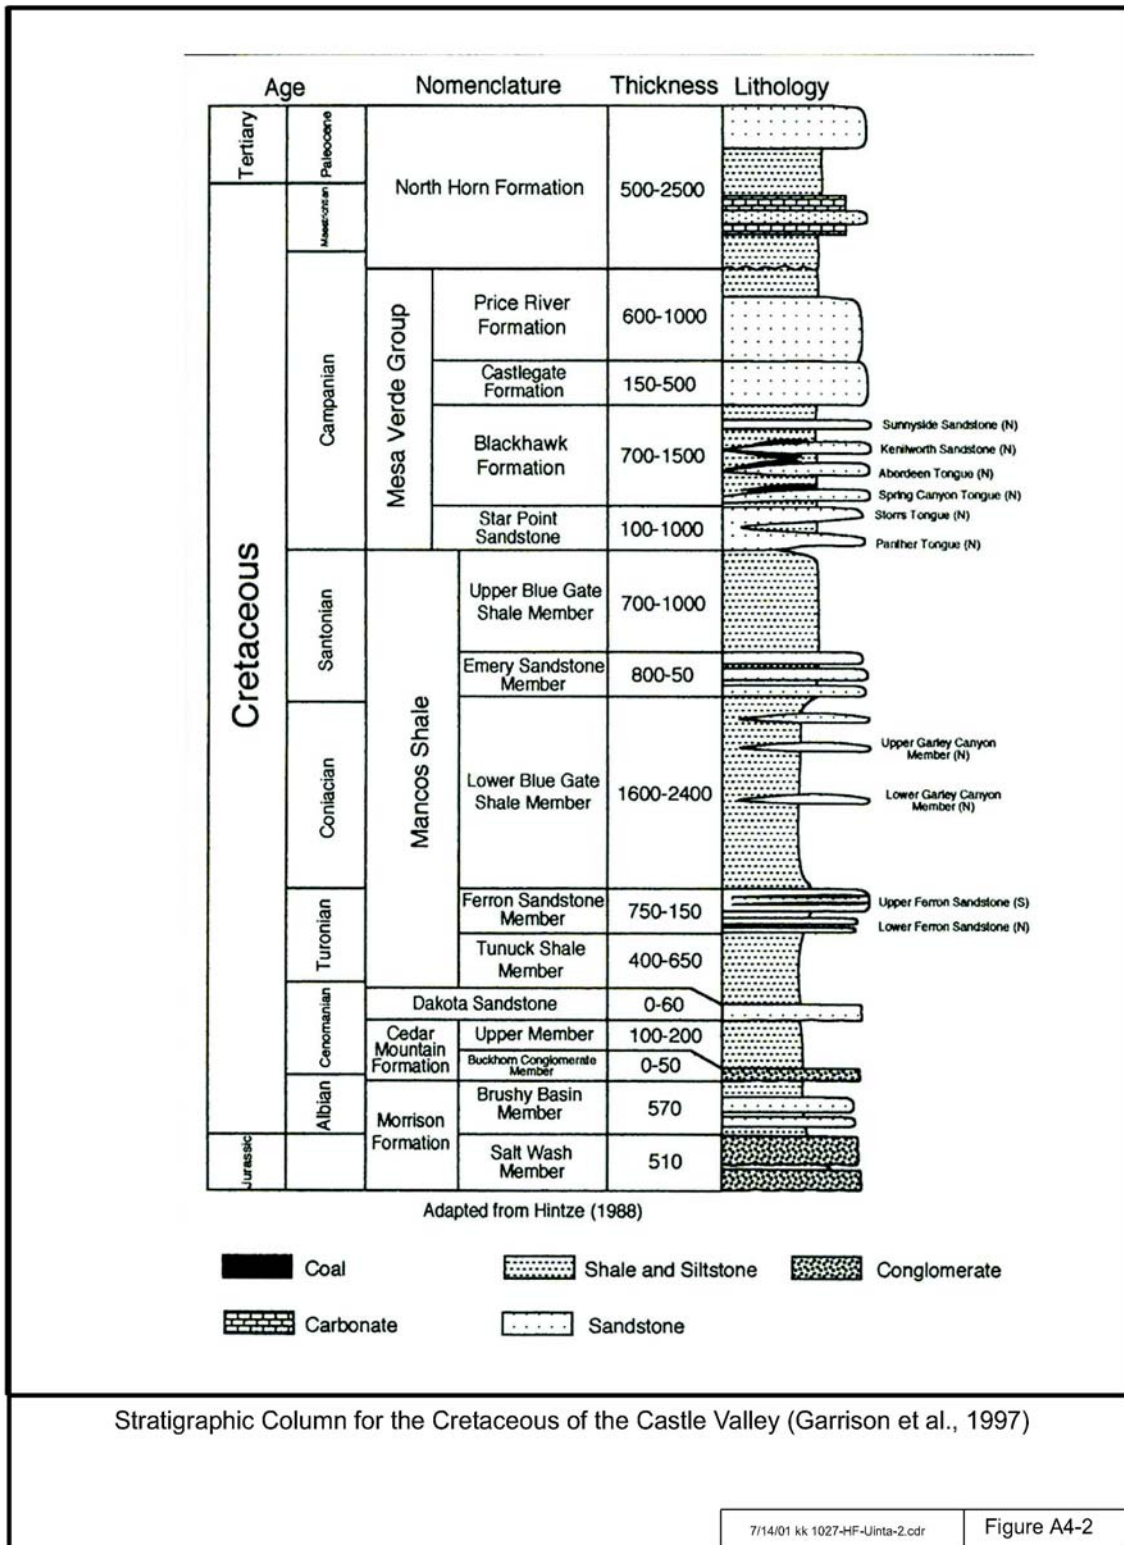 Age Nomenclature Thickness Lithology
Tertiary
Paleocene
North Horn Formation 500-2500
Maestrichtian
Cretaceous
Campanian
Mesa Verde Group
Price River
Formation
600-1000
Castlegate
Formation
150-500
Blackhawk
Formation
700-1500
Sunnyside Sandstone (N)
Kenilworth Sandstone (N)
Abordeen Tongue (N)
Spring Canyon Tongue (N)
Star Point
Sandstone
100-1000
Storrs Tongue (N)
Panther Tongue (N)
Santonian
Mancos Shale
Upper Blue Gate
Shale Member
700-1000
Emery Sandstone
Member
800-50
Coniacian
Lower Blue Gate
Shale Member
1600-2400
Upper Garley Canyon
Member (N)
Lower Garley Canyon
Member (N)
Turonian
Ferron Sandstone
Member
750-150
Upper Ferron Sandstone (S)
Lower Ferron Sandstone (N)
Tunuck Shale
Member
400-650
Cenomanian
Dakota Sandstone 0-60
Cedar
Mountain
Formation
Upper Member 100-200
Buckhorn Conglomerate
Member
0-50
Albian
Morrison
Formation
Brushy Basin
Member
570
Jurassic
Salt Wash
Member
510
Adapted from Hintze (1988)
Coal Shale and Siltstone Conglomerate
Carbonate Sandstone
Stratigraphic Column for the Cretaceous of the Castle Valley (Garrison et al., 1997)
7/14/01 kk 1027-HF-Uinta-2.cdr Figure A4-2